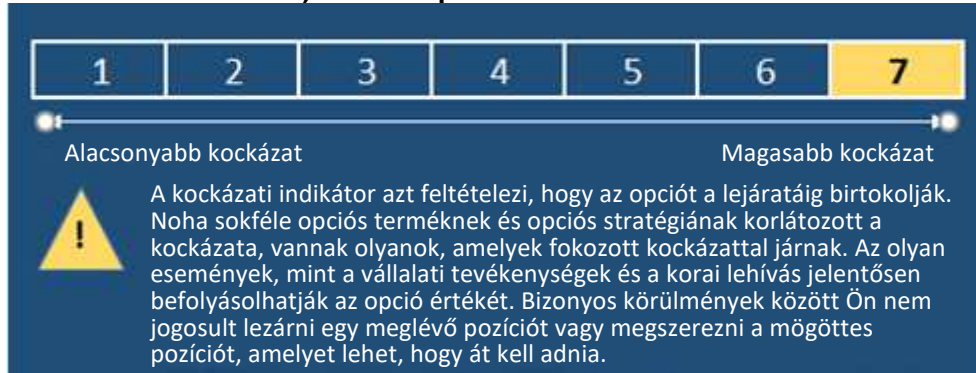 1 2 3 4 5 6 7
Alacsonyabb kockázat Magasabb kockázat
A kockázati indikátor azt feltételezi, hogy az opciót a lejáratáig birtokolják.
Noha sokféle opciós terméknek és opciós stratégiának korlátozott a
kockázata, vannak olyanok, amelyek fokozott kockázattal járnak. Az olyan
események, mint a vállalati tevékenységek és a korai lehívás jelentősen
befolyásolhatják az opció értékét. Bizonyos körülmények között Ön nem
jogosult lezárni egy meglévő pozíciót vagy megszerezni a mögöttes
pozíciót, amelyet lehet, hogy át kell adnia.